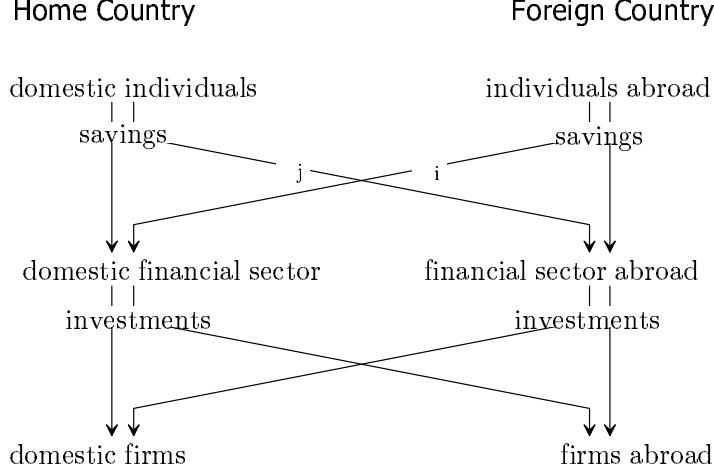 Home Country Foreign Country
domestic individuals individuals abroad
savings savings
j i
domestic financial sector financial sector abroad
investments investments
domestic firms firms abroad